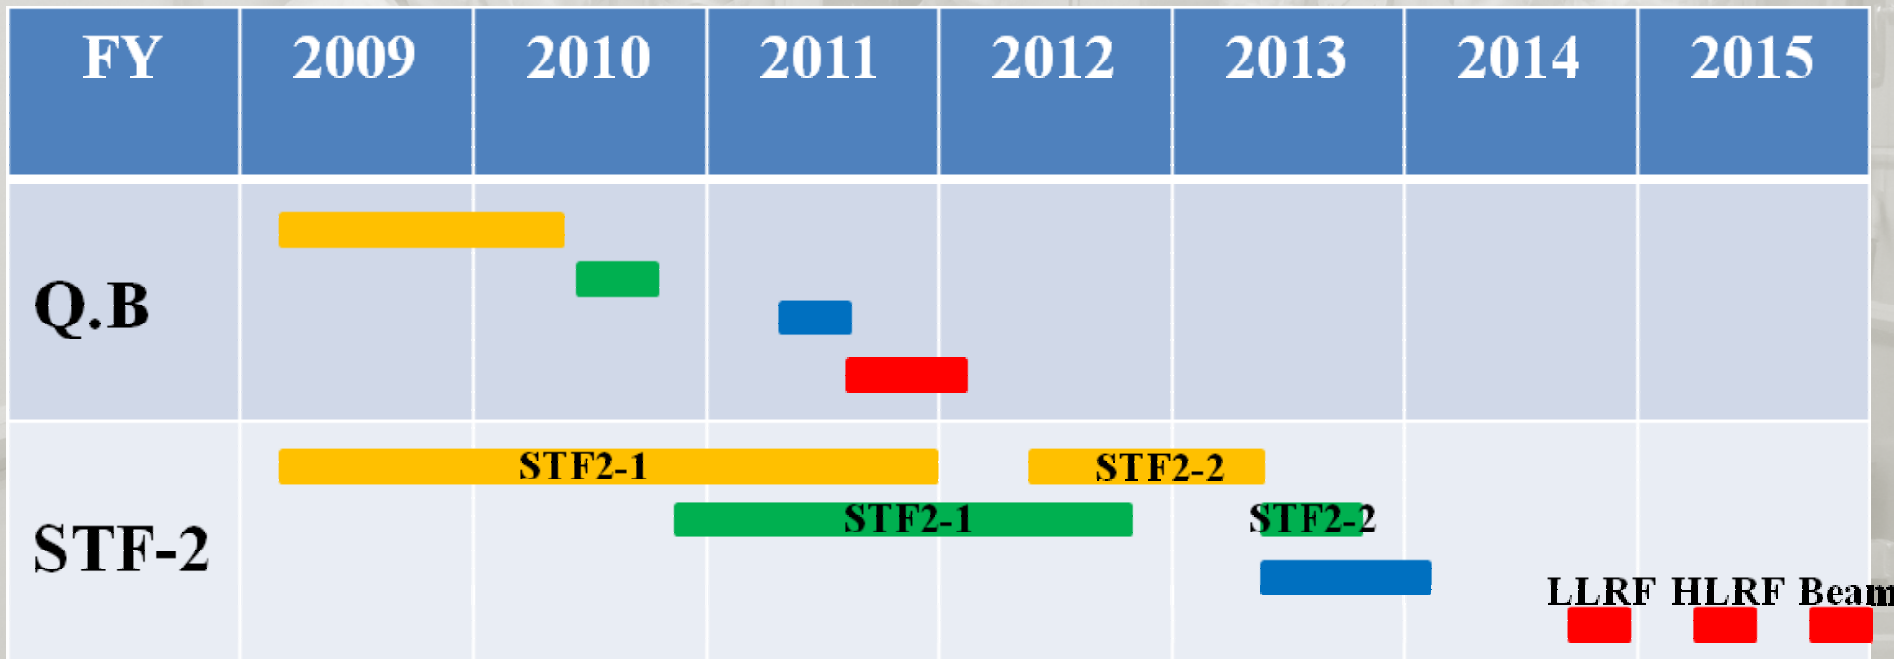 FY 2009 2010 2011 2012 2013 2014 2015
Q.B
STF2-1 STF2-2
STF2-1 STF2-2
STF-2
LLRF HLRF Beam